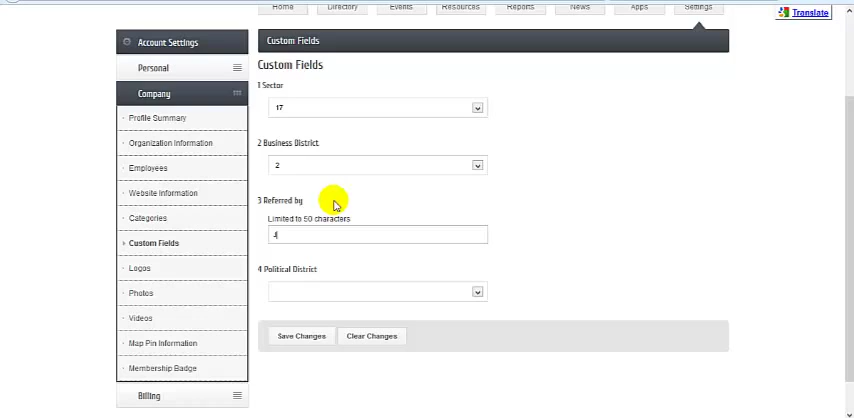 Home Directory Events Resources Reports News Apps Settings
Translate
Account Settings
Custom Fields
Personal
Custom Fields
Company
1 Sector
17
Profile Summary
Organization Information
2 Business District
2
Employees
Website Information
3 Referred by
Categories
Limited to 50 characters
J
Custom Fields
Logos
4 Political District
Photos
Videos
Map Pin Information
Save Changes Clear Changes
Membership Badge
Billing